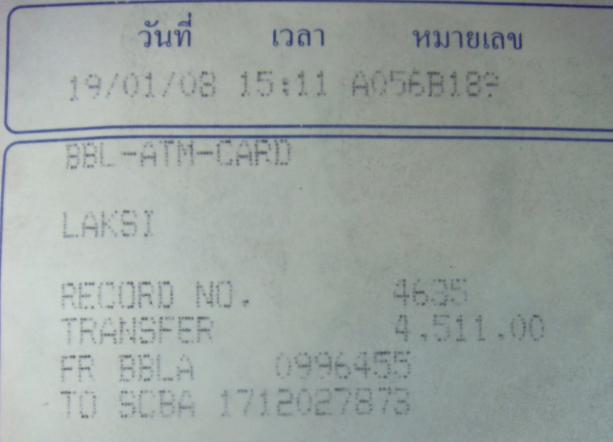 วันที่ เวลา หมายเลข
19/01/08 15:11 A056B189
BBL-ATM-CARD
LAKSI
RECORD NO. 4635
TRANSFER 4,511.00
FR BBLA 0996455
TO SCBA 1712027873